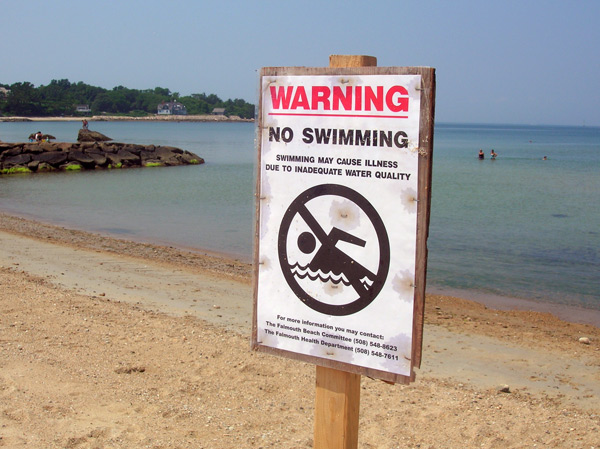 WARNING
NO SWIMMING
SWIMMING MAY CAUSE ILLNESS
DUE TO INADEQUATE WATER QUALITY
For more information you may contact:
The Falmouth Beach Committee (508) 548-8623
The Falmouth Health Department (508) 548-7611